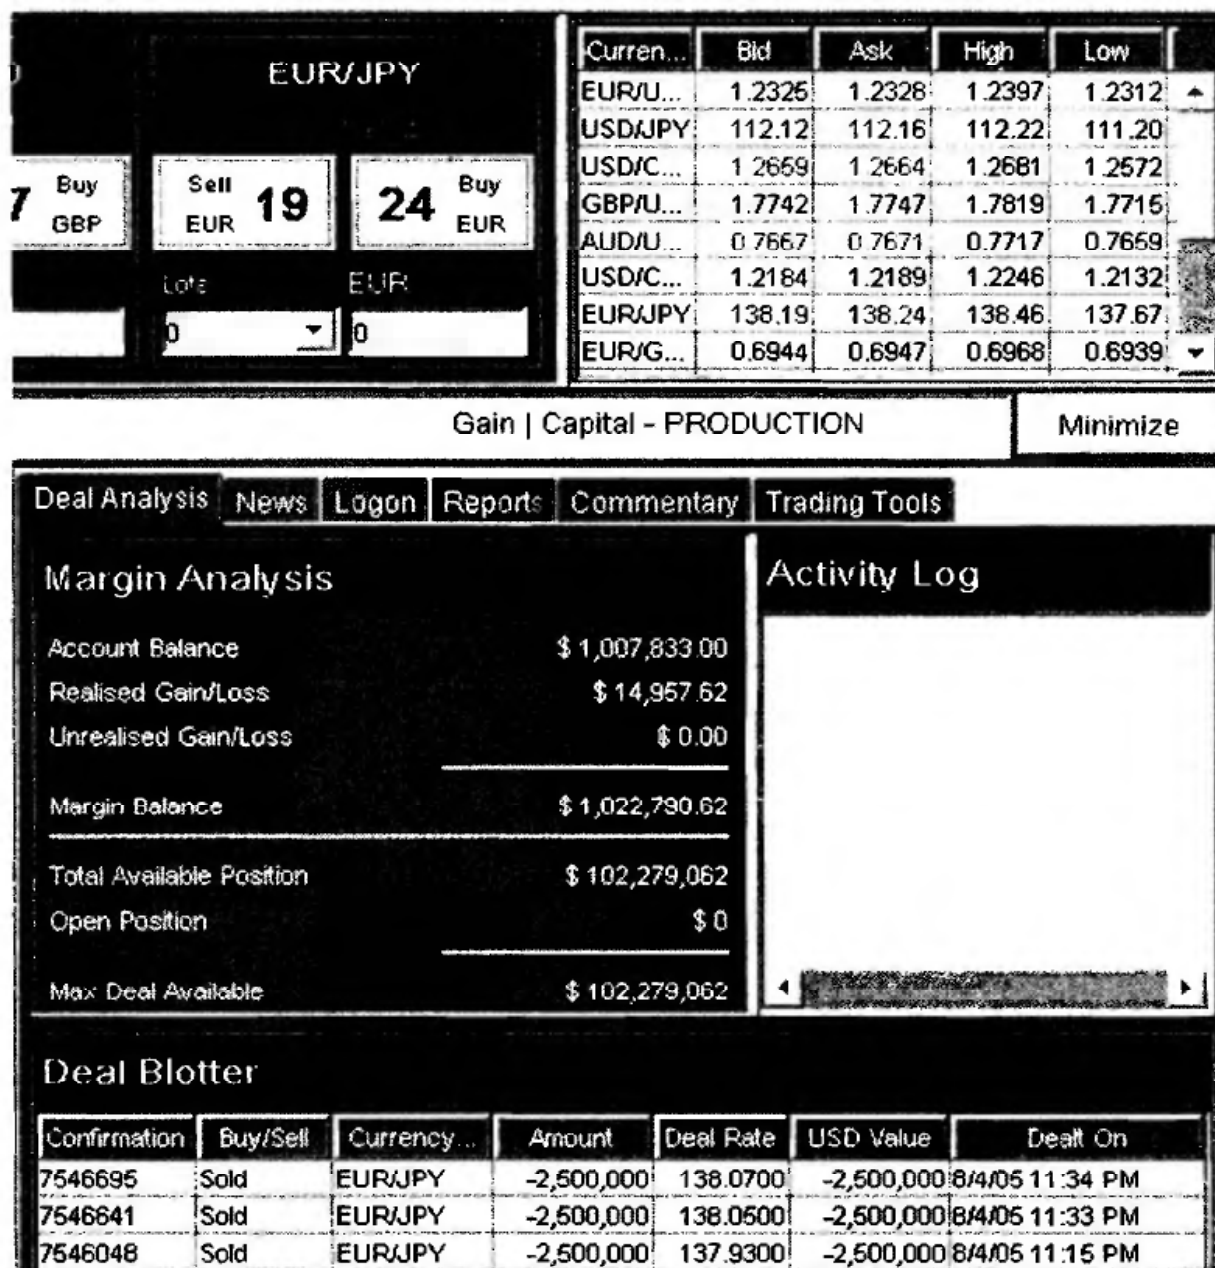 EUR/JPY
7 Buy GBP
Sell EUR 19
24 Buy EUR
Lots EUR
0 0
Curren... Bid Ask High Low
EUR/U... 1.2325 1.2328 1.2397 1.2312
USD/JPY 112.12 112.16 112.22 111.20
USD/C... 1.2659 1.2664 1.2681 1.2572
GBP/U... 1.7742 1.7747 1.7819 1.7715
AUD/U... 0.7667 0.7671 0.7717 0.7659
USD/C... 1.2184 1.2189 1.2246 1.2132
EUR/JPY 138.19 138.24 138.46 137.67
EUR/G... 0.6944 0.6947 0.6968 0.6939
Gain | Capital - PRODUCTION Minimize
Deal Analysis News Logon Reports Commentary Trading Tools
Margin Analysis
Account Balance $ 1,007,833.00
Realised Gain/Loss $ 14,957.62
Unrealised Gain/Loss $ 0.00
Margin Balance $ 1,022,790.62
Total Available Position $ 102,279,062
Open Position $ 0
Max Deal Available $ 102,279,062
Activity Log
Deal Blotter
Confirmation Buy/Sell Currency... Amount Deal Rate USD Value Dealt On
7546695 Sold EUR/JPY -2,500,000 138.0700 -2,500,000 8/4/05 11:34 PM
7546641 Sold EUR/JPY -2,500,000 138.0500 -2,500,000 8/4/05 11:33 PM
7546048 Sold EUR/JPY -2,500,000 137.9300 -2,500,000 8/4/05 11:15 PM